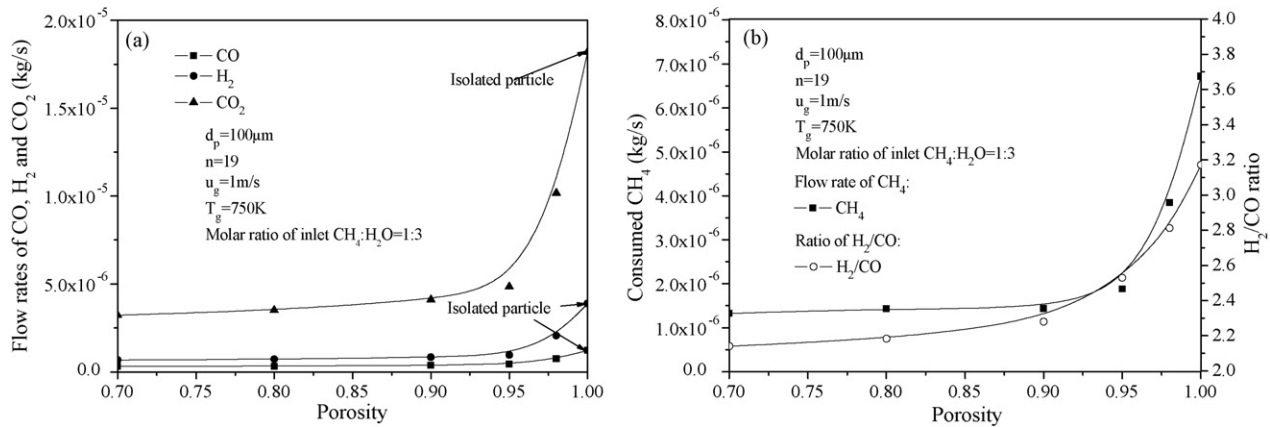 (a)
Flow rates of CO, H₂ and CO₂ (kg/s)
2.0x10⁻⁵
1.5x10⁻⁵
1.0x10⁻⁵
5.0x10⁻⁶
0.0
CO
H₂
CO₂
dₚ=100μm
n=19
u_g=1m/s
T_g=750K
Molar ratio of inlet CH₄:H₂O=1:3
Isolated particle
Isolated particle
0.70 0.75 0.80 0.85 0.90 0.95 1.00
Porosity
(b)
Consumed CH₄ (kg/s)
8.0x10⁻⁶
7.0x10⁻⁶
6.0x10⁻⁶
5.0x10⁻⁶
4.0x10⁻⁶
3.0x10⁻⁶
2.0x10⁻⁶
1.0x10⁻⁶
0.0
dₚ=100μm
n=19
u_g=1m/s
T_g=750K
Molar ratio of inlet CH₄:H₂O=1:3
Flow rate of CH₄:
CH₄
Ratio of H₂/CO:
H₂/CO
4.0
3.8
3.6
3.4
3.2
3.0
2.8
2.6
2.4
2.2
2.0
H₂/CO ratio
0.70 0.75 0.80 0.85 0.90 0.95 1.00
Porosity